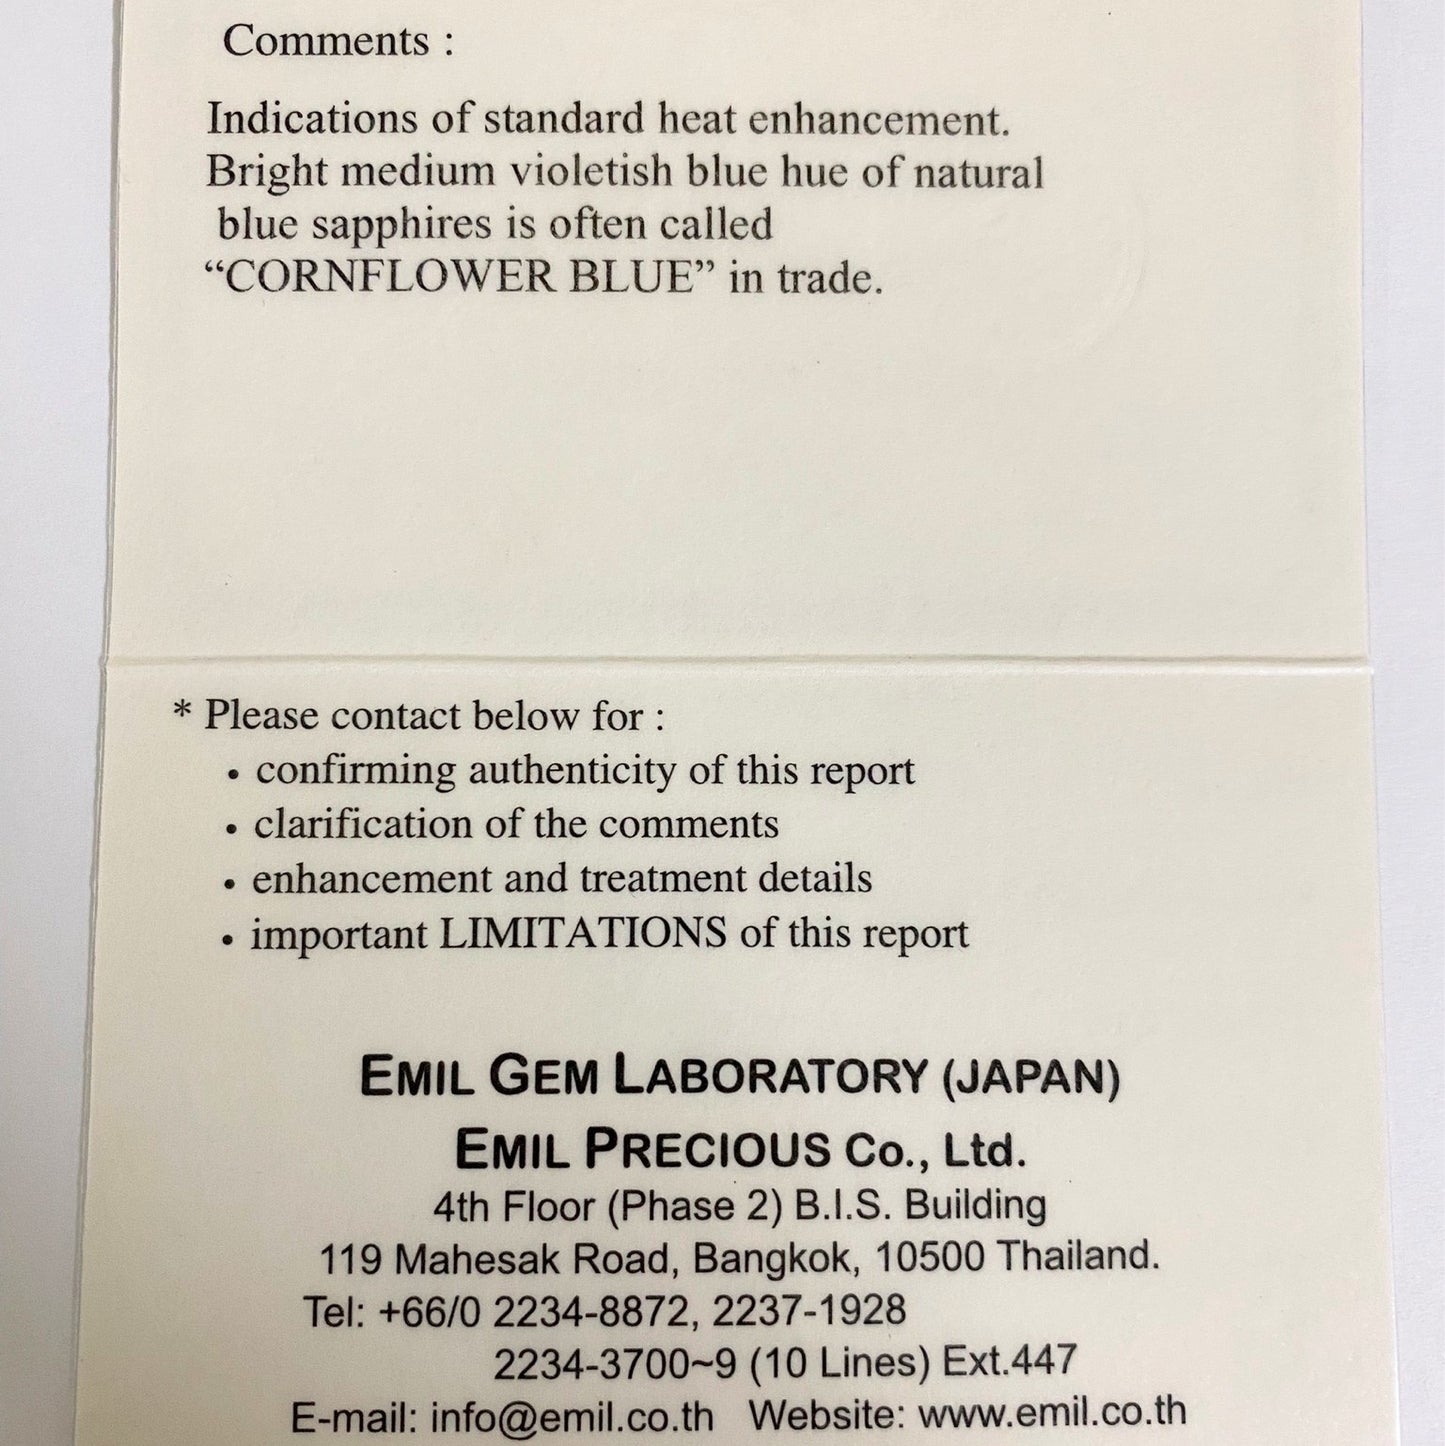 Comments :
Indications of standard heat enhancement.
Bright medium violetish blue hue of natural
blue sapphires is often called
“CORNFLOWER BLUE” in trade.
* Please contact below for :
• confirming authenticity of this report
• clarification of the comments
• enhancement and treatment details
• important LIMITATIONS of this report
EMIL GEM LABORATORY (JAPAN)
EMIL PRECIOUS Co., Ltd.
4th Floor (Phase 2) B.I.S. Building
119 Mahesak Road, Bangkok, 10500 Thailand.
Tel: +66/0 2234-8872, 2237-1928
2234-3700~9 (10 Lines) Ext.447
E-mail: info@emil.co.th Website: www.emil.co.th